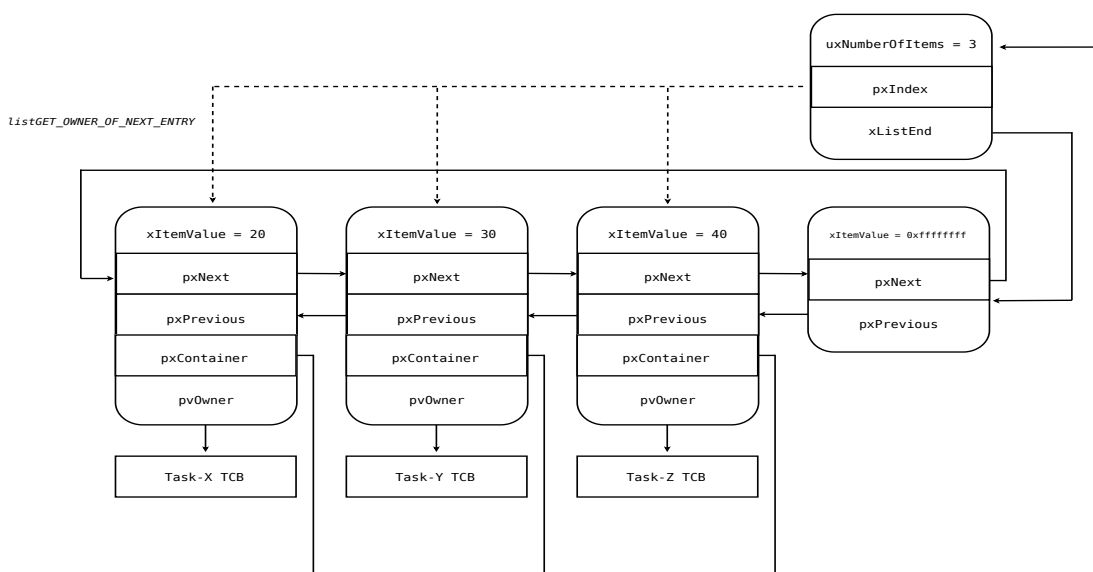 uxNumberOfItems = 3
pxIndex
xListEnd
listGET_OWNER_OF_NEXT_ENTRY
xItemValue = 20
pxNext
pxPrevious
pxContainer
pvOwner
Task-X TCB
xItemValue = 30
pxNext
pxPrevious
pxContainer
pvOwner
Task-Y TCB
xItemValue = 40
pxNext
pxPrevious
pxContainer
pvOwner
Task-Z TCB
xItemValue = 0xffffffff
pxNext
pxPrevious